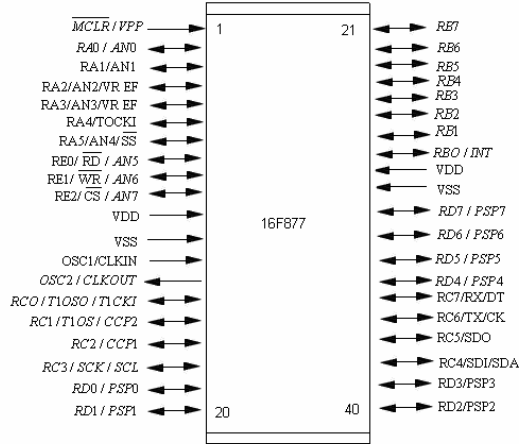 MCLR / VPP
RA0 / AN0
RA1/AN1
RA2/AN2/VR EF
RA3/AN3/VR EF
RA4/TOCKI
RA5/AN4/SS
RE0/ RD / AN5
RE1/ WR / AN6
RE2/ CS / AN7
VDD
VSS
OSC1/CLKIN
OSC2 / CLKOUT
RCO / T1OSO / T1CKI
RC1 / T1OS / CCP2
RC2 / CCP1
RC3 / SCK / SCL
RD0 / PSP0
RD1 / PSP1
1
21
16F877
20
40
RB7
RB6
RB5
RB4
RB3
RB2
RB1
RBO / INT
VDD
VSS
RD7 / PSP7
RD6 / PSP6
RD5 / PSP5
RD4 / PSP4
RC7/RX/DT
RC6/TX/CK
RC5/SDO
RC4/SDI/SDA
RD3/PSP3
RD2/PSP2